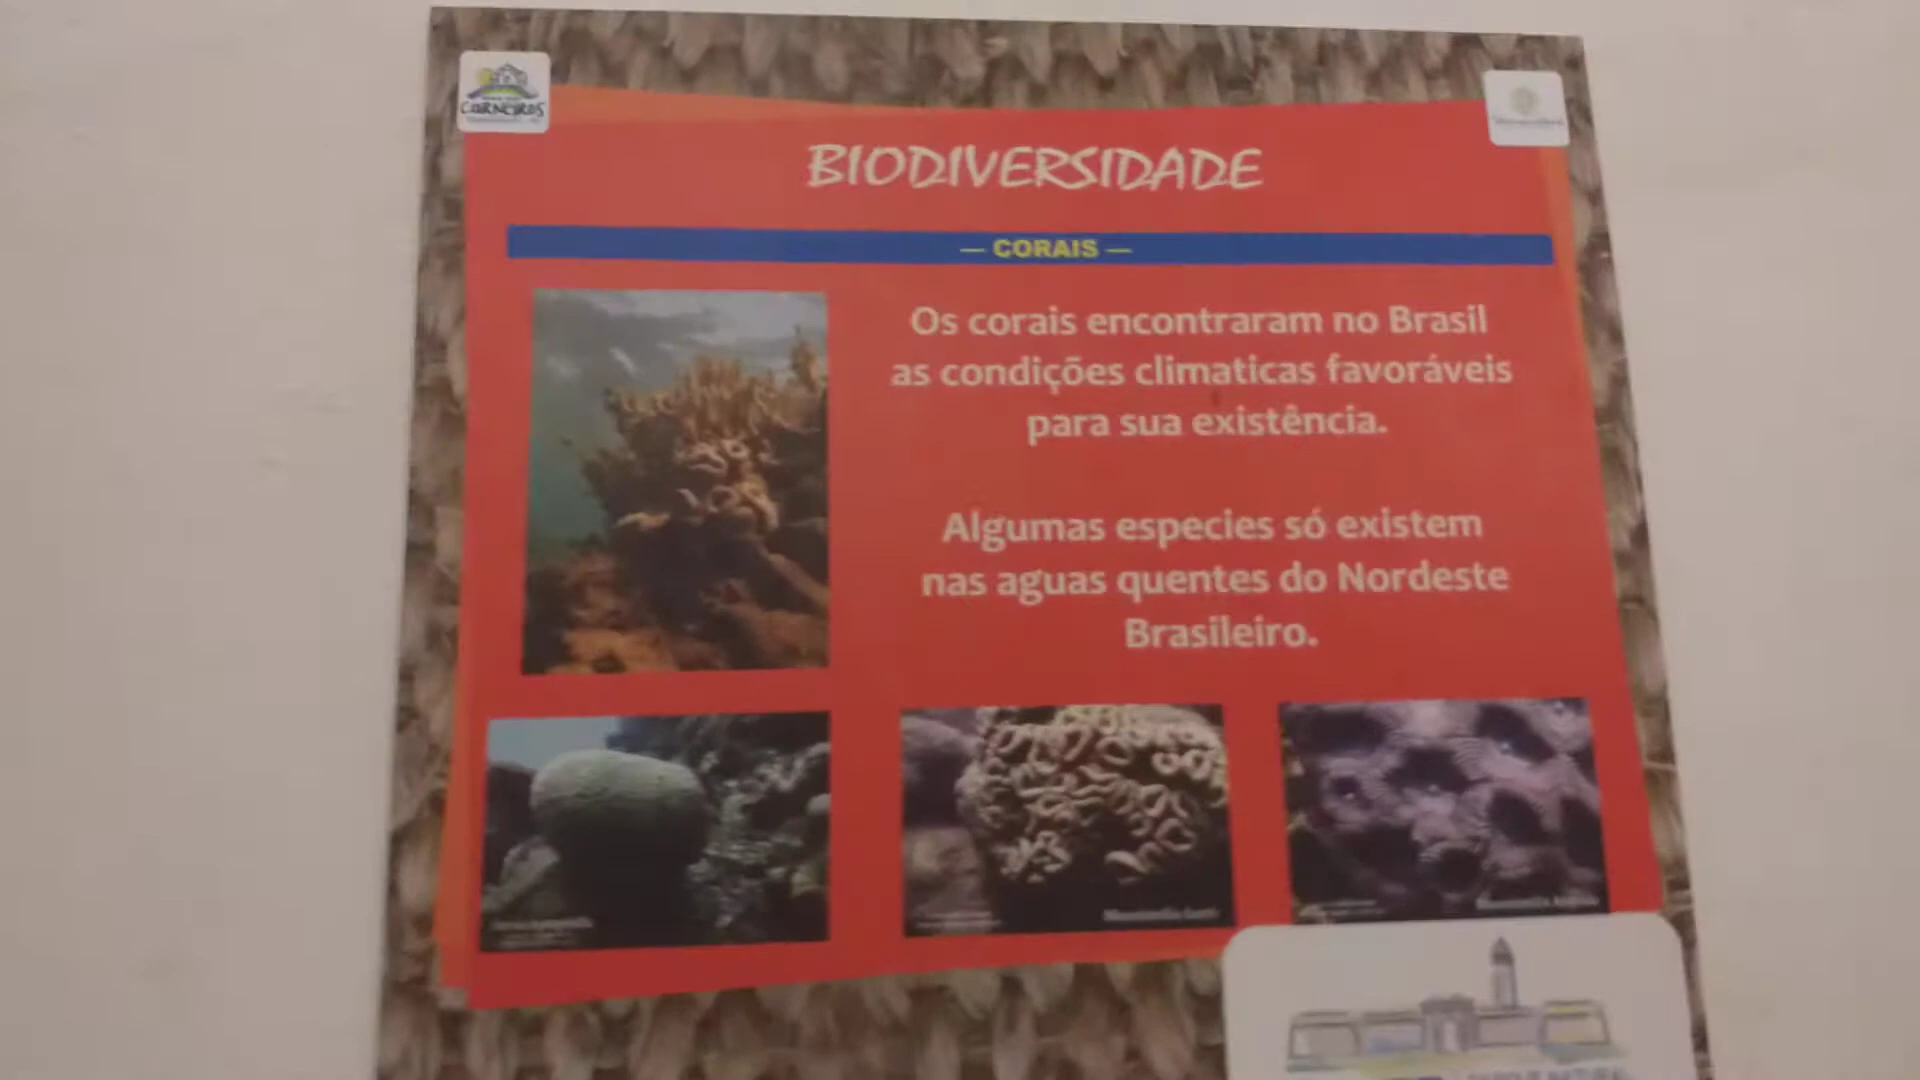 CORNEIROS
BIODIVERSIDADE
— CORAIS —
Os corais encontraram no Brasil
as condições climaticas favoráveis
para sua existência.
Algumas especies só existem
nas aguas quentes do Nordeste
Brasileiro.